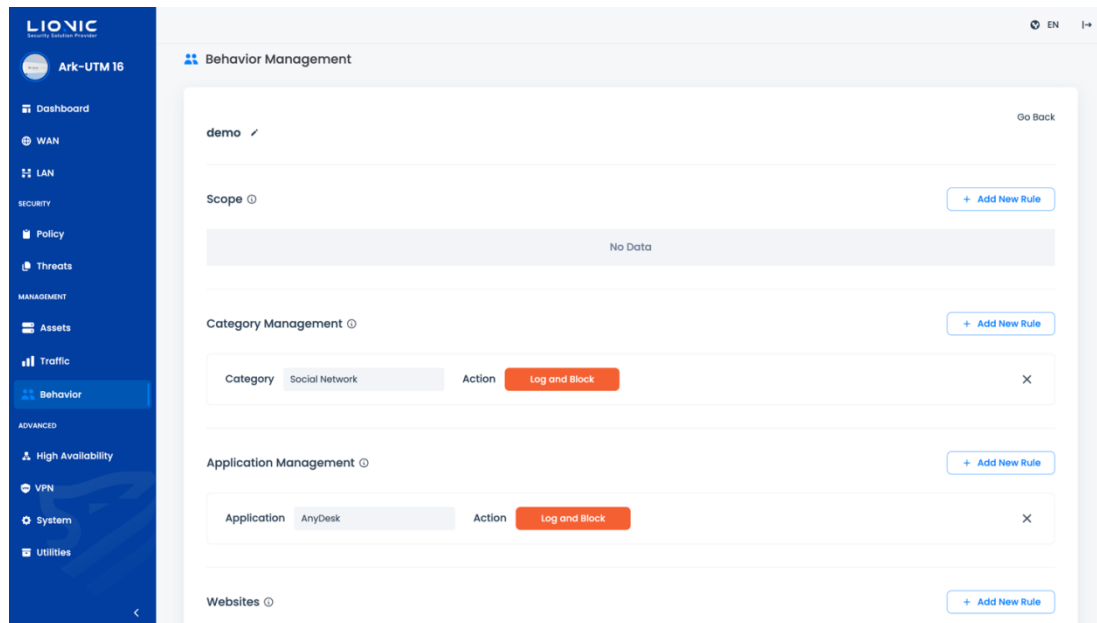 LIONIC
Security Solution Provider
EN
Ark-UTM 16
Behavior Management
Dashboard
WAN
LAN
SECURITY
Policy
Threats
MANAGEMENT
Assets
Traffic
Behavior
ADVANCED
High Availability
VPN
System
Utilities
Go Back
demo
Scope
+ Add New Rule
No Data
Category Management
+ Add New Rule
Category Social Network Action Log and Block
Application Management
+ Add New Rule
Application AnyDesk Action Log and Block
Websites
+ Add New Rule